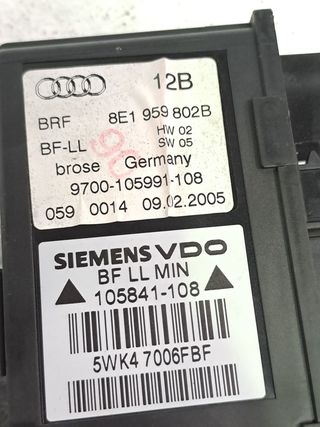 12B
BRF 8E1 959 802B
HW 02
BF-LL SW 05
90
brose Germany
9700-105991-108
059 0014 09.02.2005
SIEMENS VDO
BF LL MIN
105841-108
5WK4 7006FBF